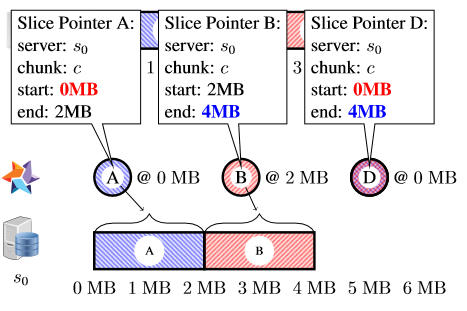 Slice Pointer A:
server: s₀
chunk: c
start: 0MB
end: 2MB
Slice Pointer B:
server: s₀
chunk: c
start: 2MB
end: 4MB
Slice Pointer D:
server: s₀
chunk: c
start: 0MB
end: 4MB
1
3
A @ 0 MB
B @ 2 MB
D @ 0 MB
A B
s₀
0 MB 1 MB 2 MB 3 MB 4 MB 5 MB 6 MB